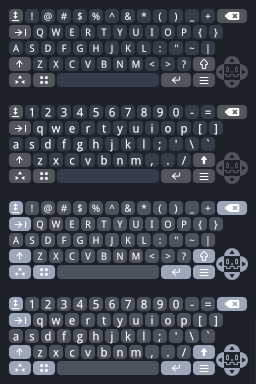 ! @ # $ % ^ & * ( ) _ +
Q W E R T Y U I O P { }
A S D F G H J K L : " ~ |
Z X C V B N M < > ?
1 2 3 4 5 6 7 8 9 0 - =
q w e r t y u i o p [ ]
a s d f g h j k l ; ' \ `
z x c v b n m , . /
! @ # $ % ^ & * ( ) _ +
Q W E R T Y U I O P { }
A S D F G H J K L : " ~ |
Z X C V B N M < > ?
1 2 3 4 5 6 7 8 9 0 - =
q w e r t y u i o p [ ]
a s d f g h j k l ; ' \ `
z x c v b n m , . /